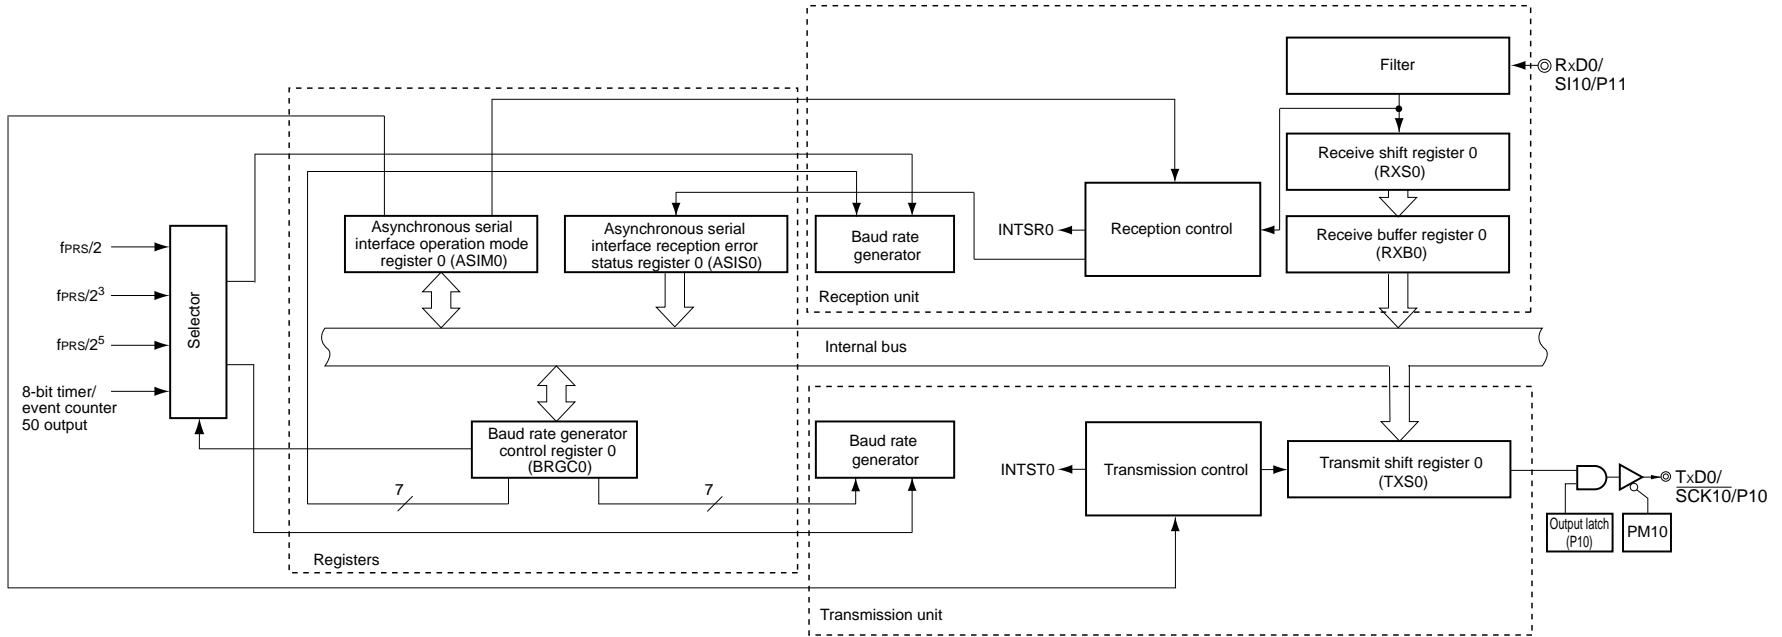 Filter
RxD0/
SI10/P11
Receive shift register 0
(RXS0)
Asynchronous serial
interface operation mode
register 0 (ASIM0)
Asynchronous serial
interface reception error
status register 0 (ASIS0)
Baud rate
generator
INTSR0
Reception control
Receive buffer register 0
(RXB0)
Reception unit
fPRS/2
fPRS/2³
fPRS/2⁵
8-bit timer/
event counter
50 output
Selector
Internal bus
Baud rate generator
control register 0
(BRGC0)
7
7
Registers
Baud rate
generator
INTST0
Transmission control
Transmit shift register 0
(TXS0)
TxD0/
SCK10/P10
Output latch
(P10)
PM10
Transmission unit